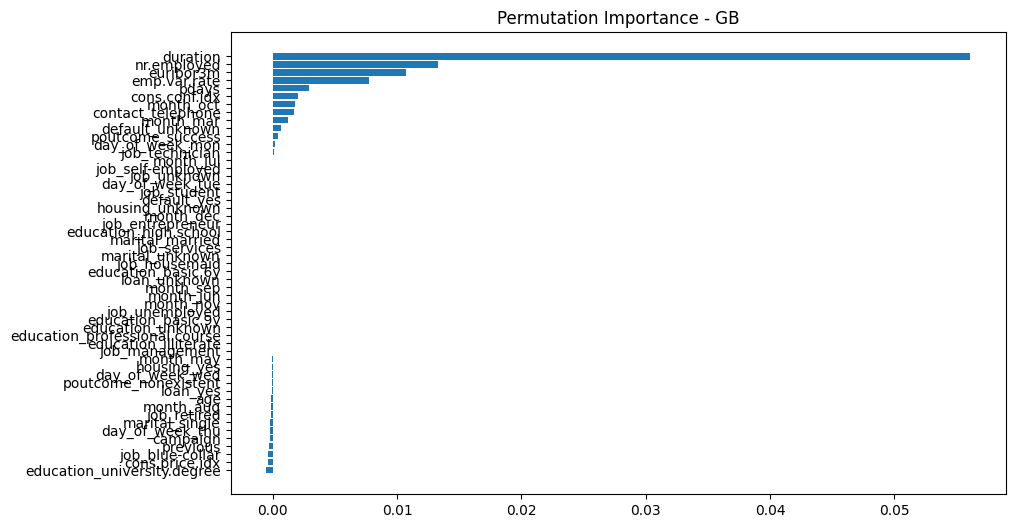 Permutation Importance - GB
duration
nr.employed
euribor3m
emp.var.rate
pdays
cons.conf.idx
month_oct
contact_telephone
month_mar
default_unknown
poutcome_success
day_of_week_mon
job_technician
month_jul
job_self-employed
job_unknown
day_of_week_tue
job_student
default_yes
housing_unknown
month_dec
job_entrepreneur
education_high.school
marital_married
job_services
marital_unknown
job_housemaid
education_basic.6y
loan_unknown
month_sep
month_jun
month_nov
job_unemployed
education_basic.9y
education_unknown
education_professional.course
education_illiterate
job_management
month_may
housing_yes
day_of_week_wed
poutcome_nonexistent
loan_yes
age
month_aug
job_retired
marital_single
day_of_week_thu
campaign
previous
job_blue-collar
cons.price.idx
education_university.degree
0.00 0.01 0.02 0.03 0.04 0.05